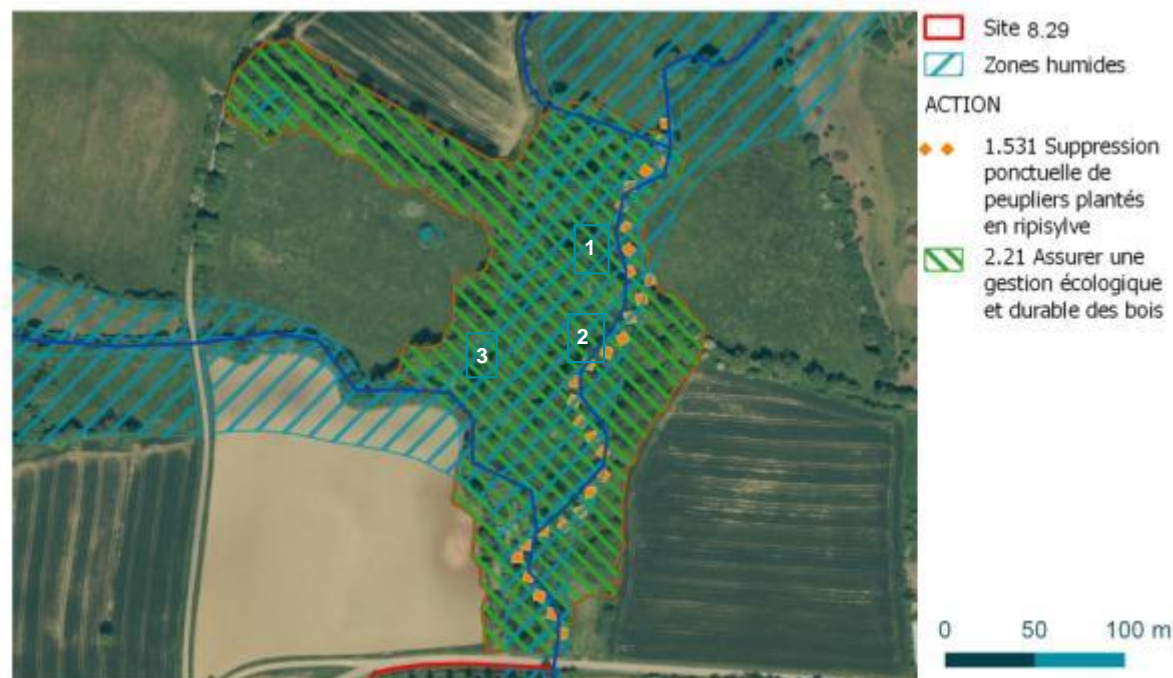 Site 8.29
Zones humides
ACTION
1.531 Suppression
ponctuelle de
peupliers plantés
en ripisylve
2.21 Assurer une
gestion écologique
et durable des bois
1
2
3
0 50 100 m